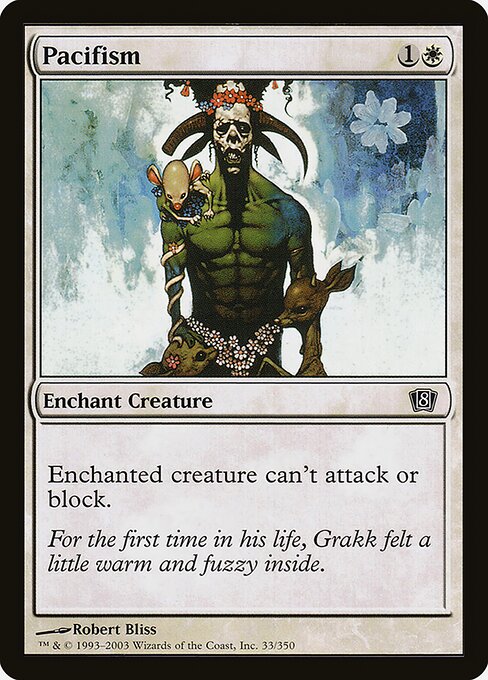 Pacifism 1
Enchant Creature 8
Enchanted creature can't attack or
block.
For the first time in his life, Grakk felt a
little warm and fuzzy inside.
Robert Bliss
™ & © 1993–2003 Wizards of the Coast, Inc. 33/350